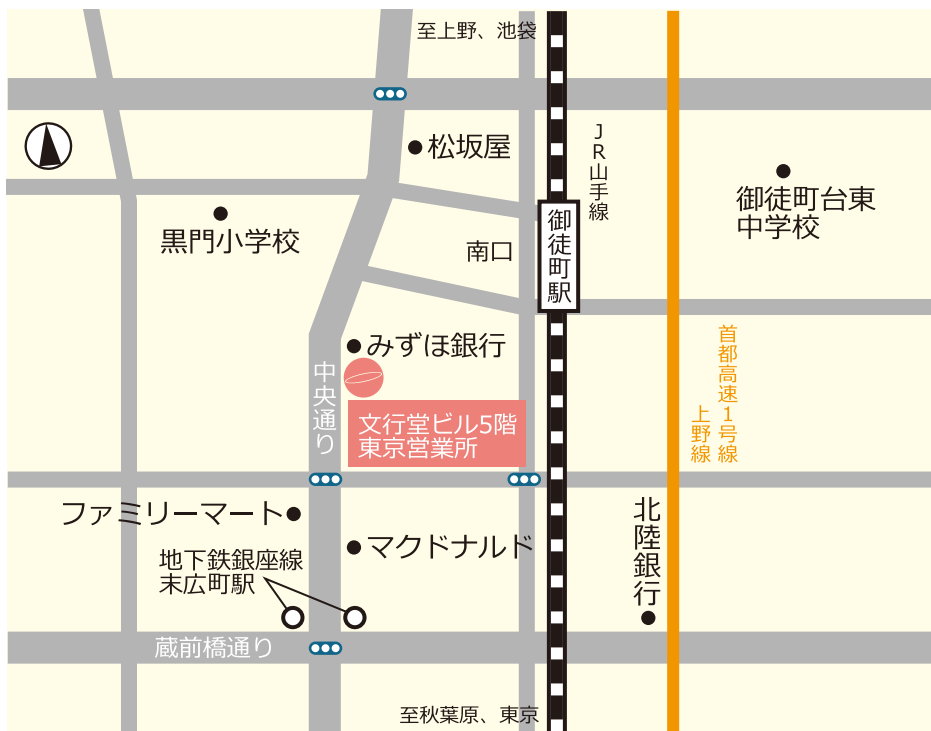 至上野、池袋
松坂屋
JR山手線
御徒町台東
中学校
黒門小学校
南口
御徒町駅
みずほ銀行
中央通り
文行堂ビル5階
東京営業所
首都高速1号線
上野線
ファミリーマート
マクドナルド
北陸銀行
地下鉄銀座線
末広町駅
蔵前橋通り
至秋葉原、東京